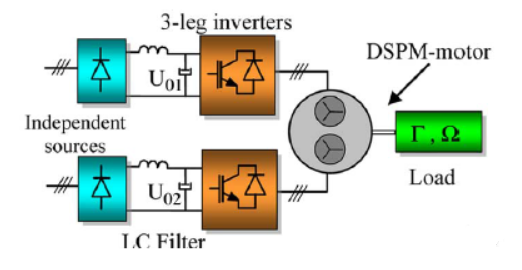 3-leg inverters
DSPM-motor
U01
Independent
sources
Γ , Ω
Load
U02
LC Filter